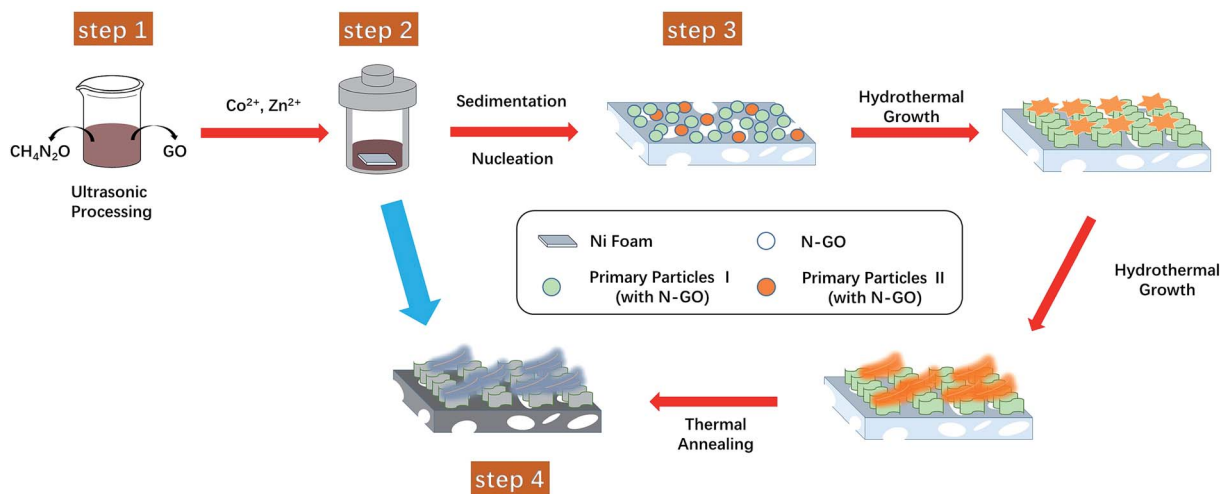 step 1
step 2
step 3
Co²⁺, Zn²⁺
Sedimentation
Nucleation
Hydrothermal
Growth
CH₄N₂O
GO
Ultrasonic
Processing
Ni Foam
N-GO
Primary Particles Ⅰ
(with N-GO)
Primary Particles Ⅱ
(with N-GO)
Hydrothermal
Growth
Thermal
Annealing
step 4